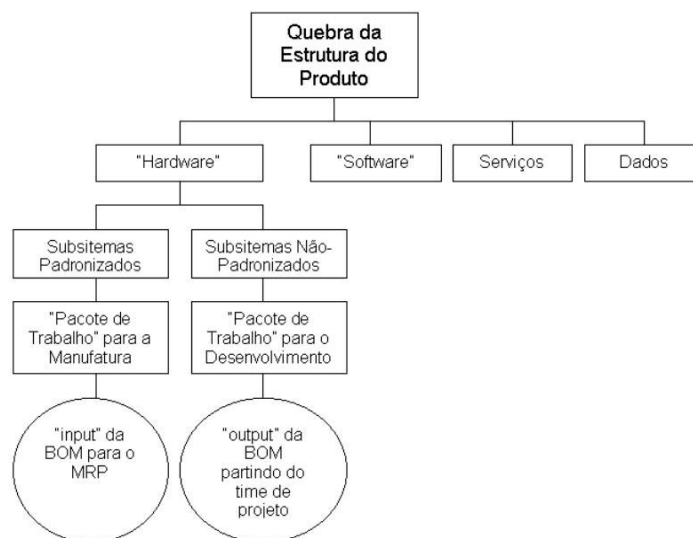 Quebra da
Estrutura do
Produto
"Hardware"
"Software"
Serviços
Dados
Subsitemas
Padronizados
Subsitemas Não-
Padronizados
"Pacote de
Trabalho" para a
Manufatura
"Pacote de
Trabalho" para o
Desenvolvimento
"input" da
BOM para o
MRP
"output" da
BOM
partindo do
time de
projeto